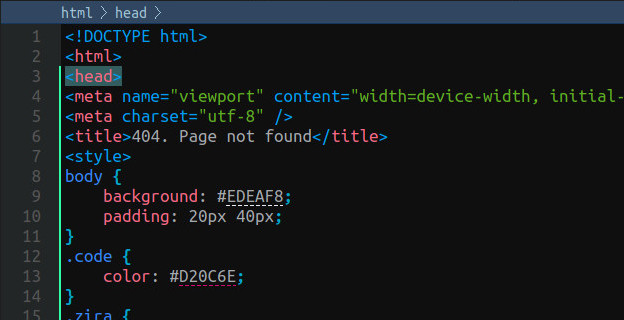 html > head >
1 <!DOCTYPE html>
2 <html>
3 <head>
4 <meta name="viewport" content="width=device-width, initial-
5 <meta charset="utf-8" />
6 <title>404. Page not found</title>
7 <style>
8 body {
9 background: #EDEAF8;
10 padding: 20px 40px;
11 }
12 .code {
13 color: #D20C6E;
14 }
15 .zira {